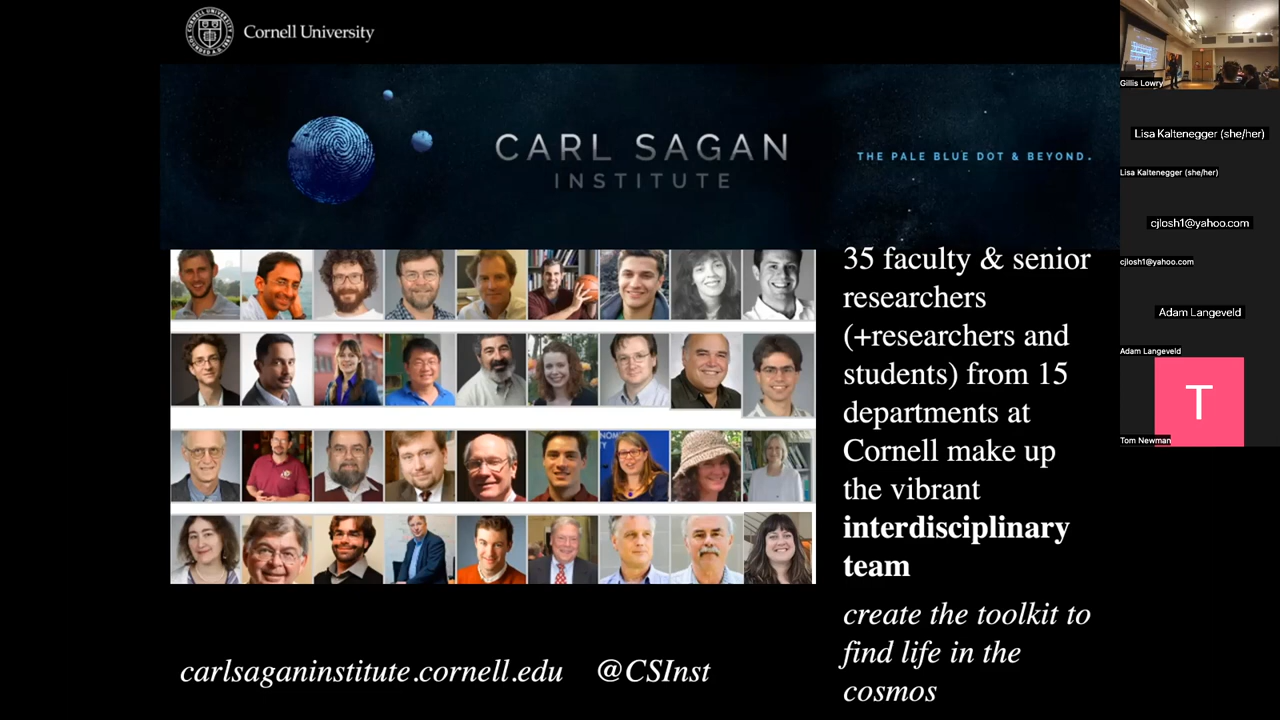 Cornell University
CARL SAGAN
INSTITUTE
THE PALE BLUE DOT & BEYOND.
35 faculty & senior
researchers
(+researchers and
students) from 15
departments at
Cornell make up
the vibrant
interdisciplinary
team
create the toolkit to
find life in the
cosmos
carlsaganinstitute.cornell.edu @CSInst
Gillis Lowry
Lisa Kaltenegger (she/her)
Lisa Kaltenegger (she/her)
cjlosh1@yahoo.com
cjlosh1@yahoo.com
Adam Langeveld
Adam Langeveld
T
Tom Newman